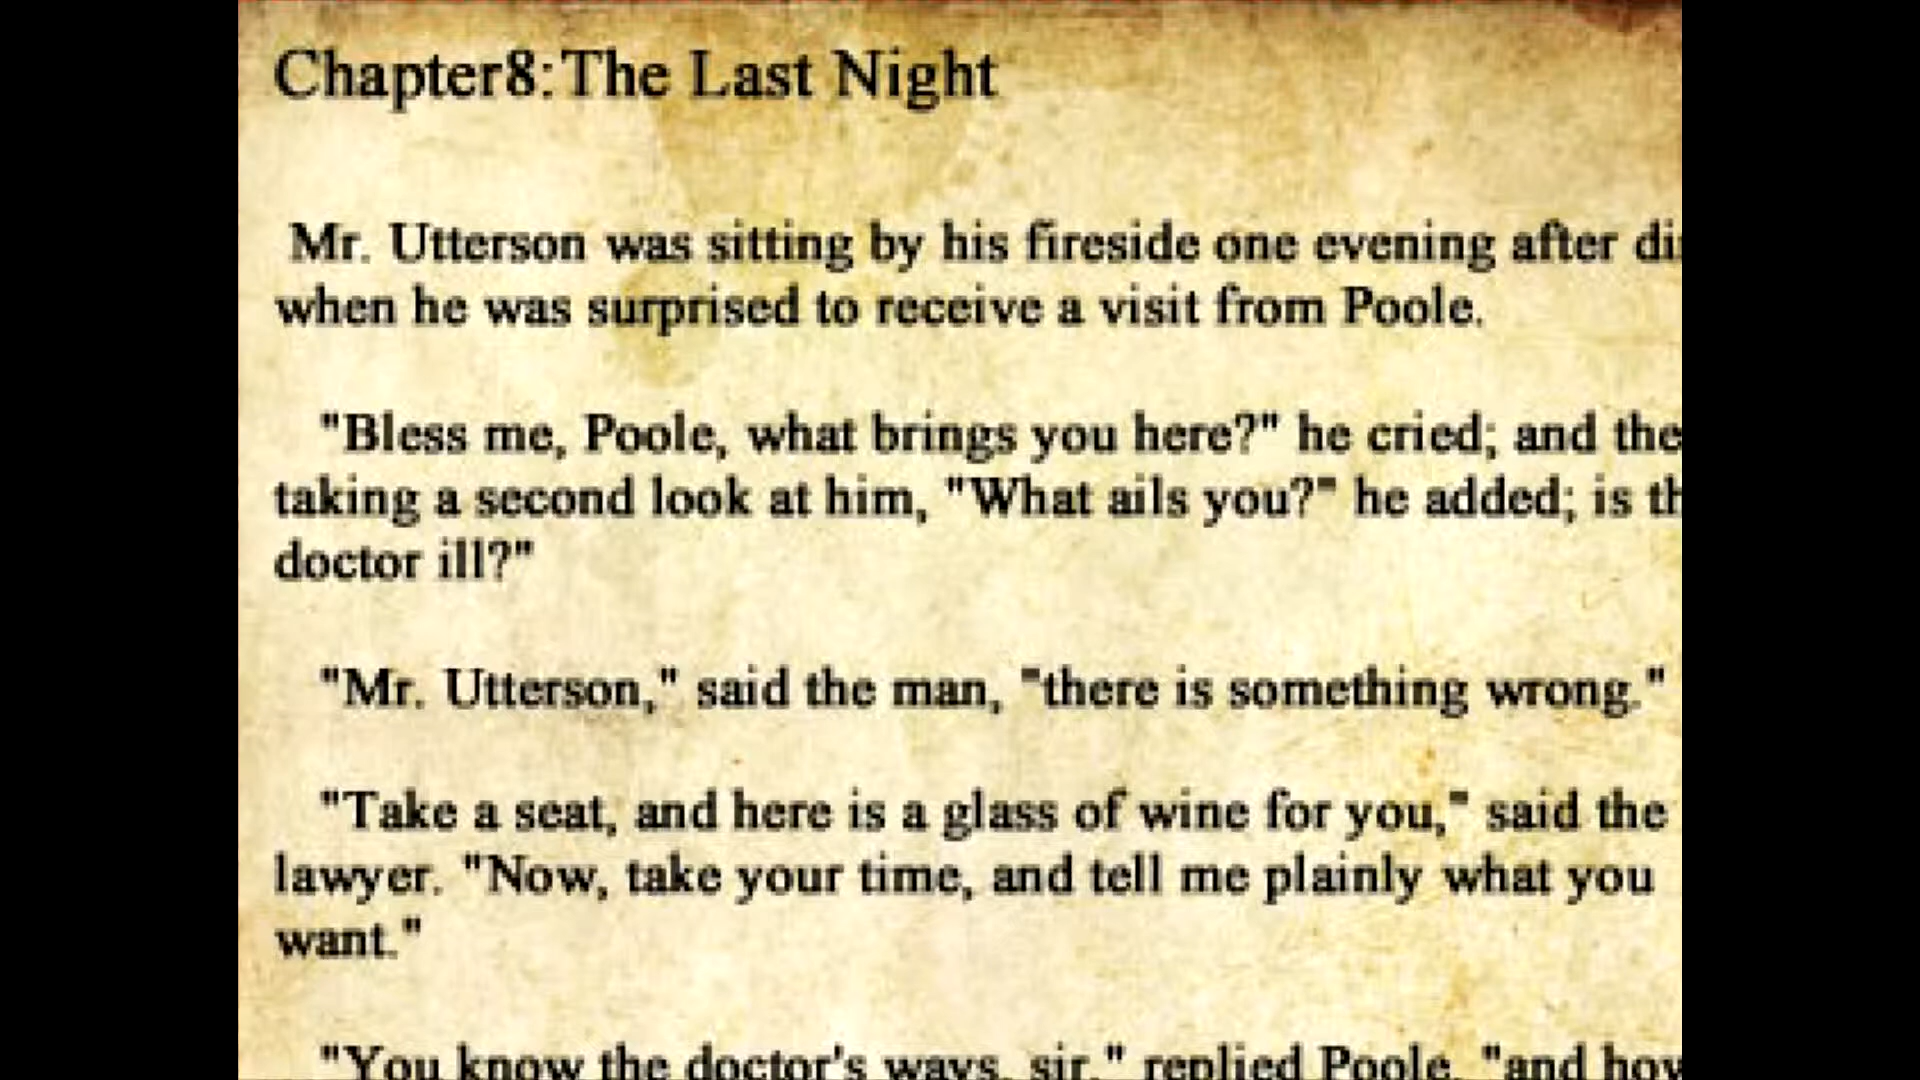 Chapter8:The Last Night
Mr. Utterson was sitting by his fireside one evening after
when he was surprised to receive a visit from Poole.
"Bless me, Poole, what brings you here?" he cried; and
taking a second look at him, "What ails you?" he added; is
doctor ill?"
"Mr. Utterson," said the man, "there is something wrong."
"Take a seat, and here is a glass of wine for you," said the
lawyer. "Now, take your time, and tell me plainly what you
want."
"You know the doctor's ways, sir," replied Poole, "and